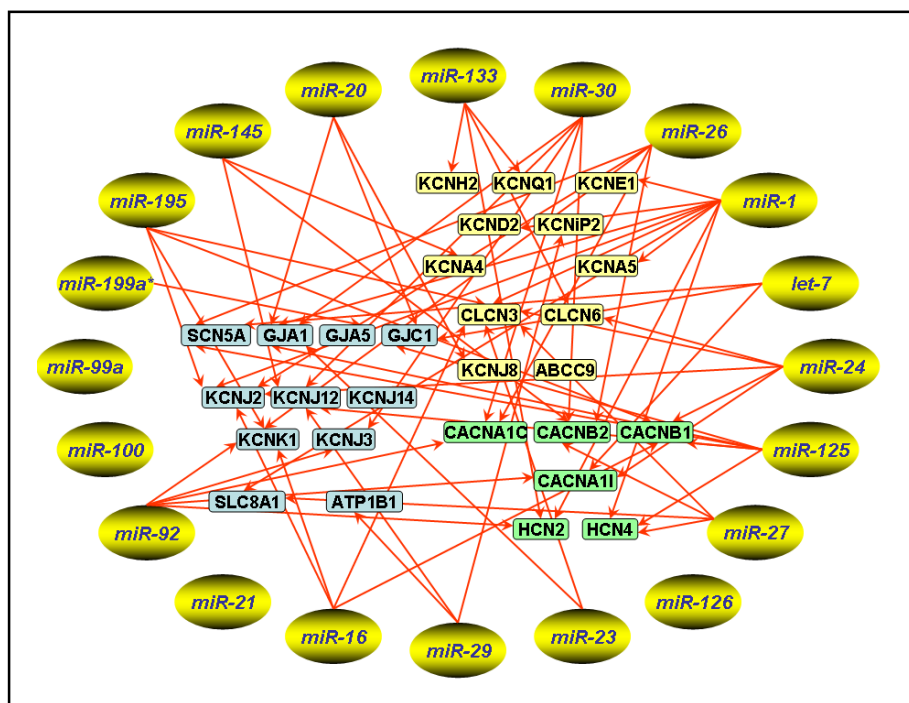 miR-133
miR-20
miR-30
miR-145
miR-26
miR-195
KCNH2 KCNQ1 KCNE1
miR-1
KCND2 KCNiP2
KCNA4 KCNA5
miR-199a*
let-7
CLCN3 CLCN6
SCN5A GJA1 GJA5 GJC1
miR-99a
KCNJ8 ABCC9
miR-24
KCNJ2 KCNJ12 KCNJ14
CACNA1C CACNB2 CACNB1
KCNK1 KCNJ3
miR-100
miR-125
CACNA1I
SLC8A1 ATP1B1
HCN2 HCN4
miR-92
miR-27
miR-21
miR-126
miR-16
miR-23
miR-29